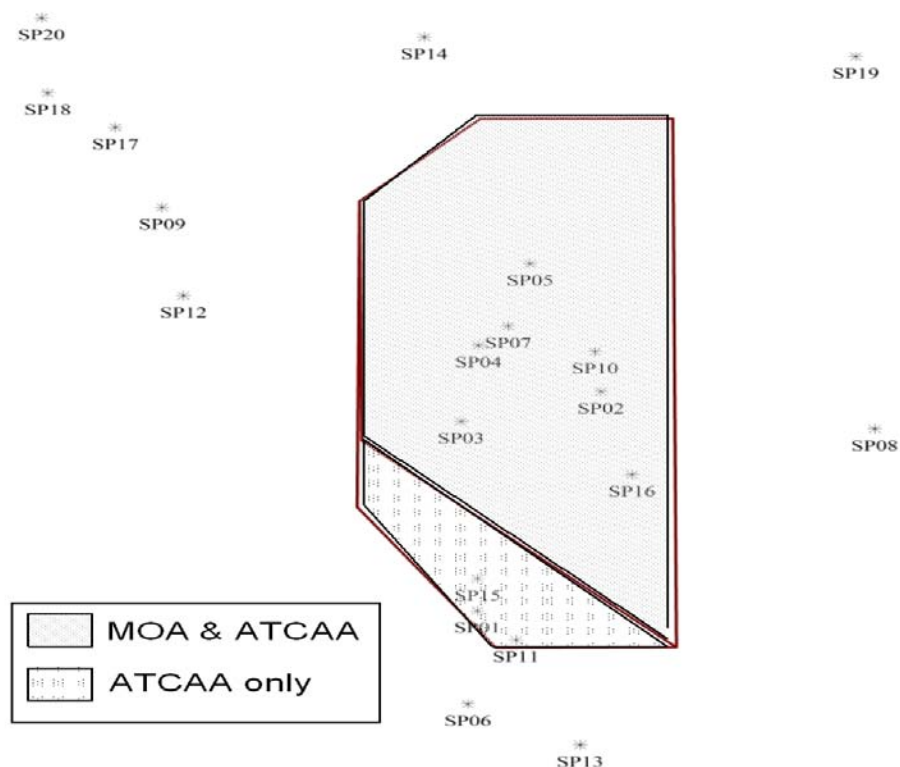 SP20
SP14
SP19
SP18
SP17
SP09
SP05
SP12
SP07
SP04
SP10
SP02
SP03
SP08
SP16
SP15
SP01
SP11
MOA & ATCAA
ATCAA only
SP06
SP13